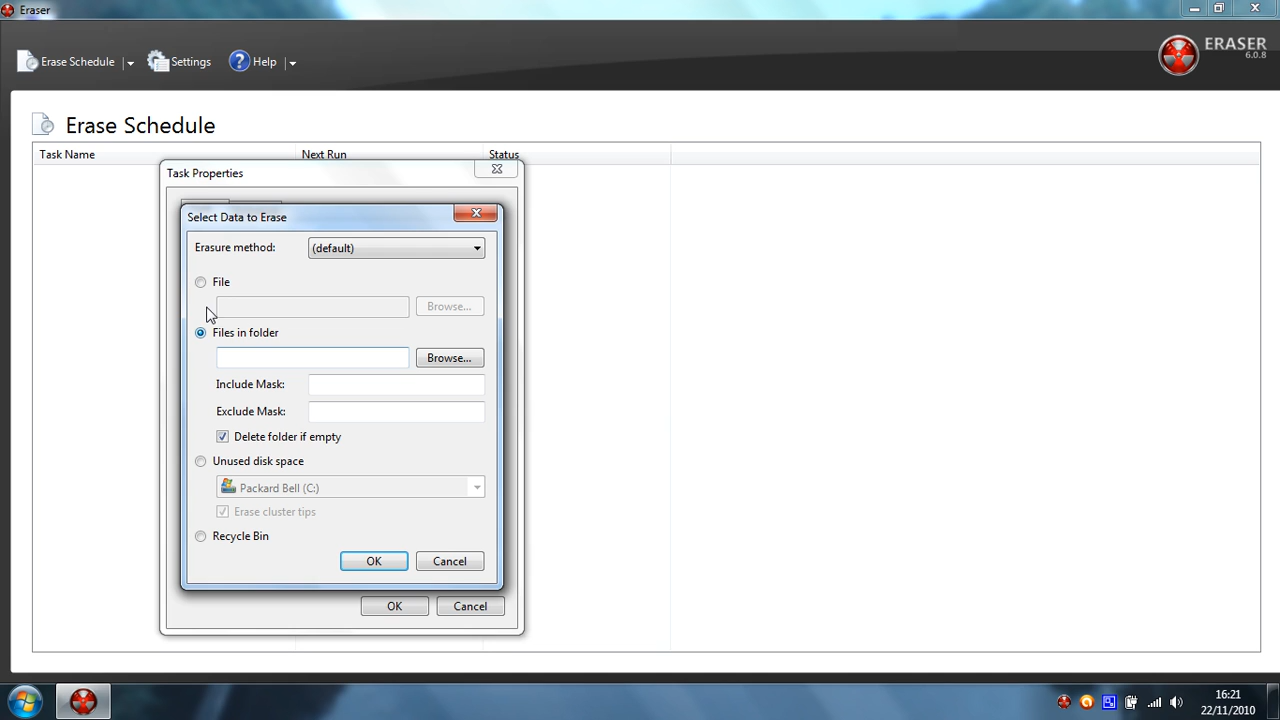 Eraser
Erase Schedule
Settings
Help
ERASER
6.0.8
Erase Schedule
Task Name
Next Run
Status
Task Properties
Select Data to Erase
Erasure method:
(default)
File
Browse...
Files in folder
Browse...
Include Mask:
Exclude Mask:
Delete folder if empty
Unused disk space
Packard Bell (C:)
Erase cluster tips
Recycle Bin
OK
Cancel
OK
Cancel
16:21
22/11/2010